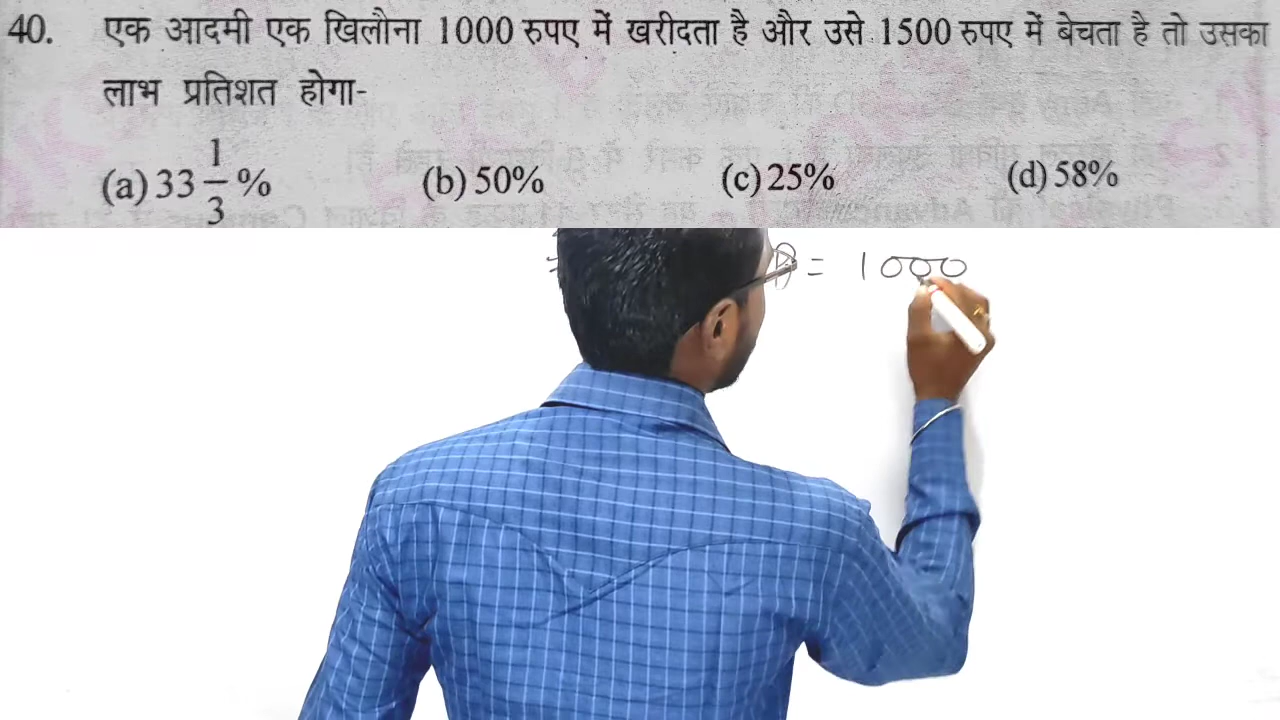 40. एक आदमी एक खिलौना 1000 रुपए में खरीदता है और उसे 1500 रुपए में बेचता है तो उसका
लाभ प्रतिशत होगा-
(a) 33 1/3 % (b) 50% (c) 25% (d) 58%
= 1000